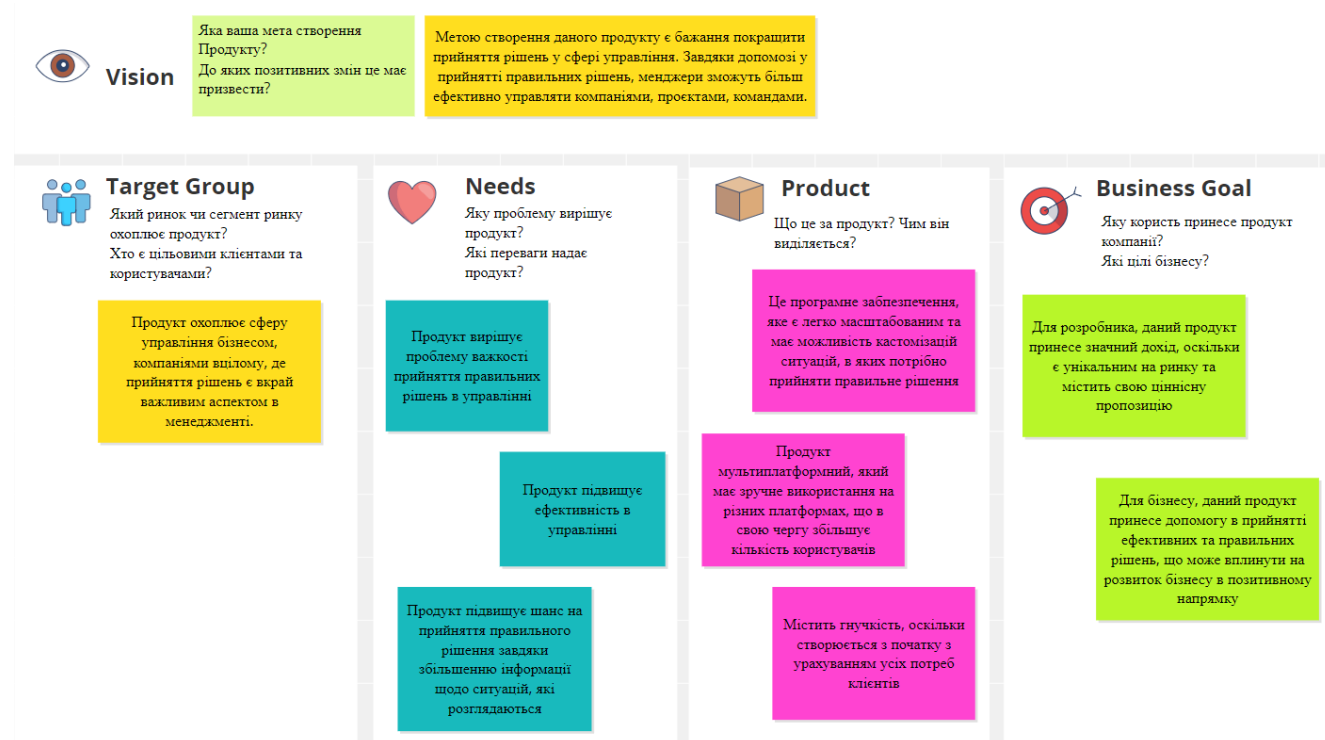 Vision
Яка ваша мета створення
Продукту?
До яких позитивних змін це має
призвести?
Метою створення даного продукту є бажання покращити
прийняття рішень у сфері управління. Завдяки допомозі у
прийнятті правильних рішень, менджери зможуть більш
ефективно управляти компаніями, проєктами, командами.
Target Group
Який ринок чи сегмент ринку
охоплює продукт?
Хто є цільовими клієнтами та
користувачами?
Продукт охоплює сферу
управління бізнесом,
компаніями вцілому, де
прийняття рішень є вкрай
важливим аспектом в
менеджменті.
Needs
Яку проблему вирішує
продукт?
Які переваги надає
продукт?
Продукт вирішує
проблему важкості
прийняття правильних
рішень в управлінні
Продукт підвищує
ефективність в
управлінні
Продукт підвищує шанс на
прийняття правильного
рішення завдяки
збільшенню інформації
щодо ситуацій, які
розглядаються
Product
Що це за продукт? Чим він
виділяється?
Це програмне забпезпечення,
яке є легко масштабованим та
має можливість кастомізацій
ситуацій, в яких потрібно
прийняти правильне рішення
Продукт
мультиплатформний, який
має зручне використання на
різних платформах, що в
свою чергу збільшує
кількість користувачів
Містить гнучкість, оскільки
створюється з початку з
урахуванням усіх потреб
клієнтів
Business Goal
Яку користь принесе продукт
компанії?
Які цілі бізнесу?
Для розробника, даний продукт
принесе значний дохід, оскільки
є унікальним на ринку та
містить свою ціннісну
пропозицію
Для бізнесу, даний продукт
принесе допомогу в прийнятті
ефективних та правильних
рішень, що може вплинути на
розвиток бізнесу в позитивному
напрямку